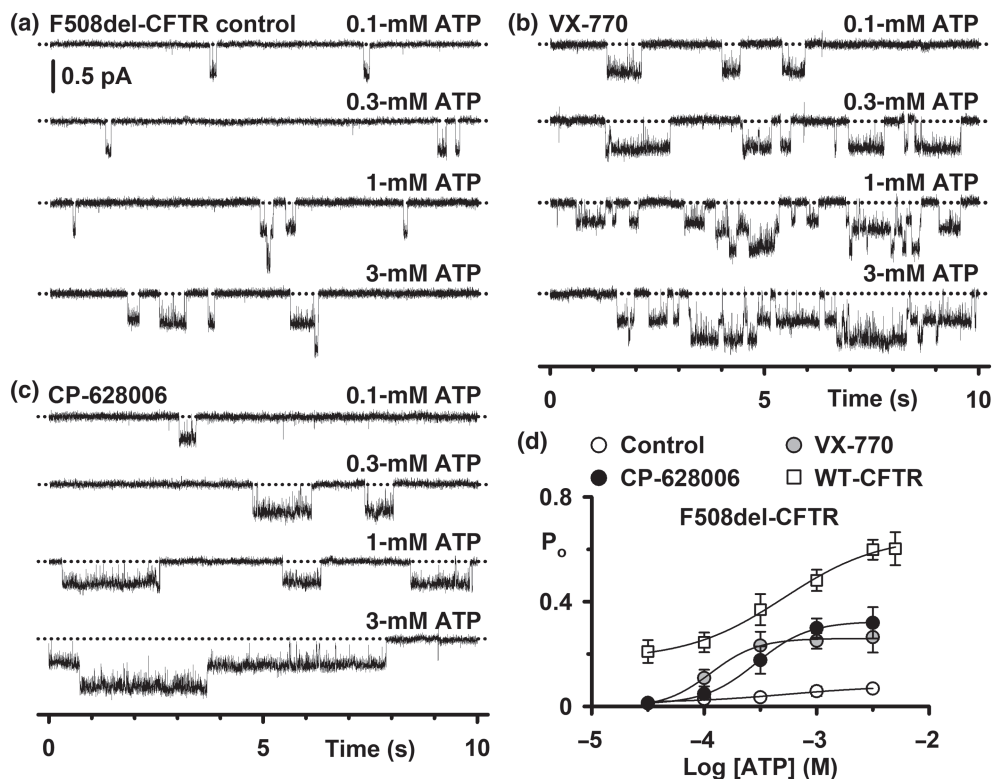 (a) F508del-CFTR control 0.1-mM ATP
0.5 pA
0.3-mM ATP
1-mM ATP
3-mM ATP
(b) VX-770 0.1-mM ATP
0.3-mM ATP
1-mM ATP
3-mM ATP
0 5 Time (s) 10
(c) CP-628006 0.1-mM ATP
0.3-mM ATP
1-mM ATP
3-mM ATP
0 5 Time (s) 10
(d) Control VX-770
CP-628006 WT-CFTR
F508del-CFTR
0.8
Po
0.4
0
–5 –4 –3 –2
Log [ATP] (M)